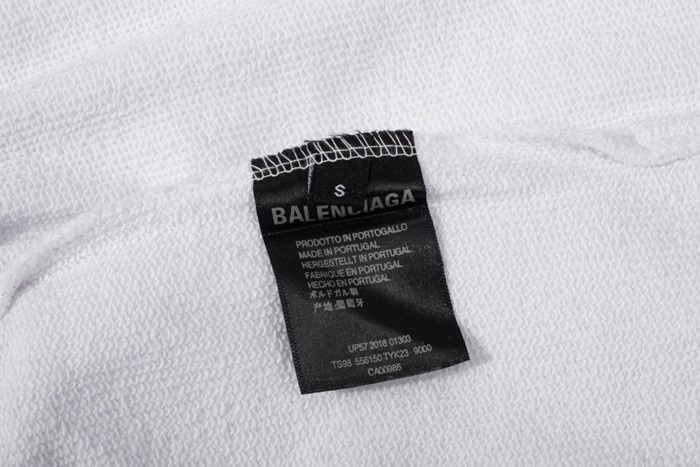 S
BALENCIAGA
PRODOTTO IN PORTOGALLO
MADE IN PORTUGAL
HERGESTELLT IN PORTUGAL
FABRIQUE EN PORTUGAL
HECHO EN PORTUGAL
ポルトガル製
产地:葡萄牙
UP57 2018 01303
TS98 556150 TYK23 9000
CA00985